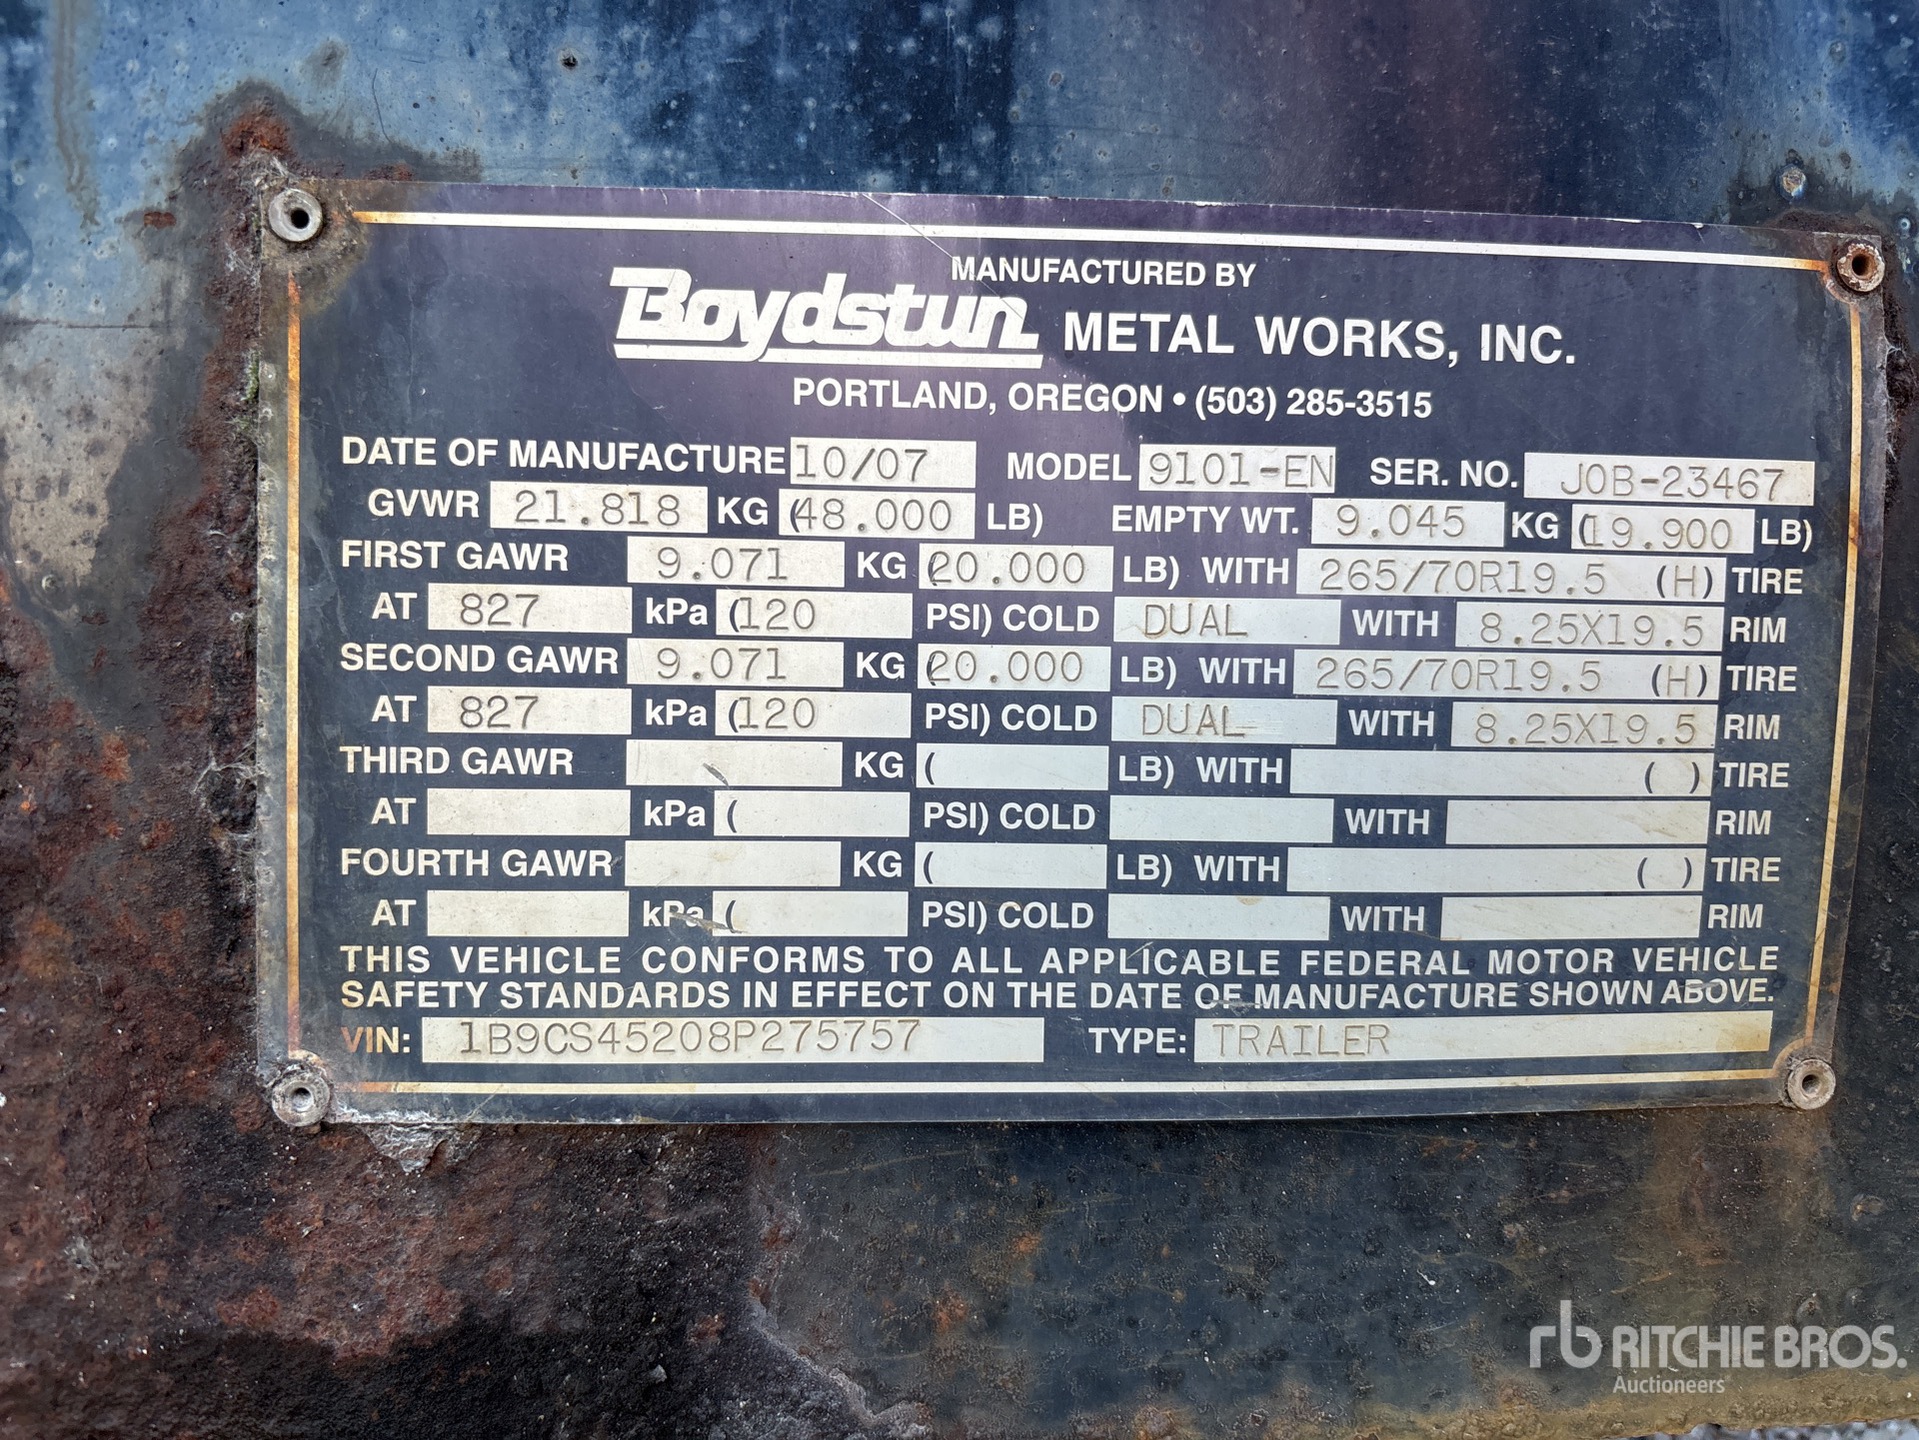 MANUFACTURED BY
Boydstun METAL WORKS, INC.
PORTLAND, OREGON • (503) 285-3515
DATE OF MANUFACTURE 10/07 MODEL 9101-EN SER. NO. JOB-23467
GVWR 21.818 KG (48.000 LB) EMPTY WT. 9.045 KG (19.900 LB)
FIRST GAWR 9.071 KG (20.000 LB) WITH 265/70R19.5 (H) TIRE
AT 827 kPa (120 PSI) COLD DUAL WITH 8.25X19.5 RIM
SECOND GAWR 9.071 KG (20.000 LB) WITH 265/70R19.5 (H) TIRE
AT 827 kPa (120 PSI) COLD DUAL WITH 8.25X19.5 RIM
THIRD GAWR KG ( LB) WITH ( ) TIRE
AT kPa ( PSI) COLD WITH RIM
FOURTH GAWR KG ( LB) WITH ( ) TIRE
AT kPa ( PSI) COLD WITH RIM
THIS VEHICLE CONFORMS TO ALL APPLICABLE FEDERAL MOTOR VEHICLE
SAFETY STANDARDS IN EFFECT ON THE DATE OF MANUFACTURE SHOWN ABOVE.
VIN: 1B9CS45208P275757 TYPE: TRAILER
rb RITCHIE BROS.
Auctioneers